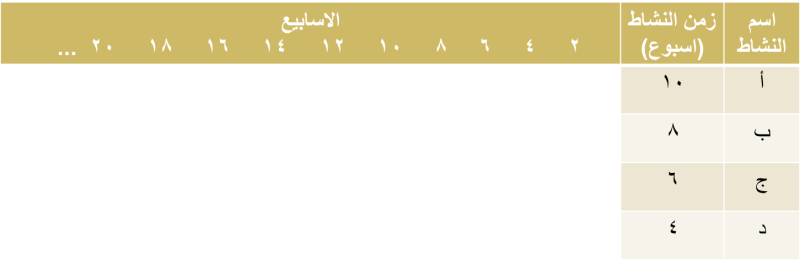 اسم النشاط
زمن النشاط (اسبوع)
الاسابيع
٢ ٤ ٦ ٨ ١٠ ١٢ ١٤ ١٦ ١٨ ٢٠ ...
أ ١٠
ب ٨
ج ٦
د ٤